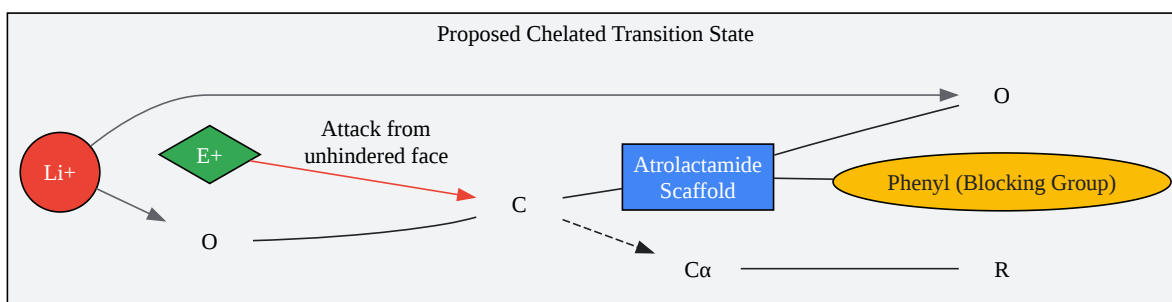 Proposed Chelated Transition State
O
Attack from
unhindered face
E+
Li+
Atrolactamide
Scaffold
Phenyl (Blocking Group)
C
O
Cα
R